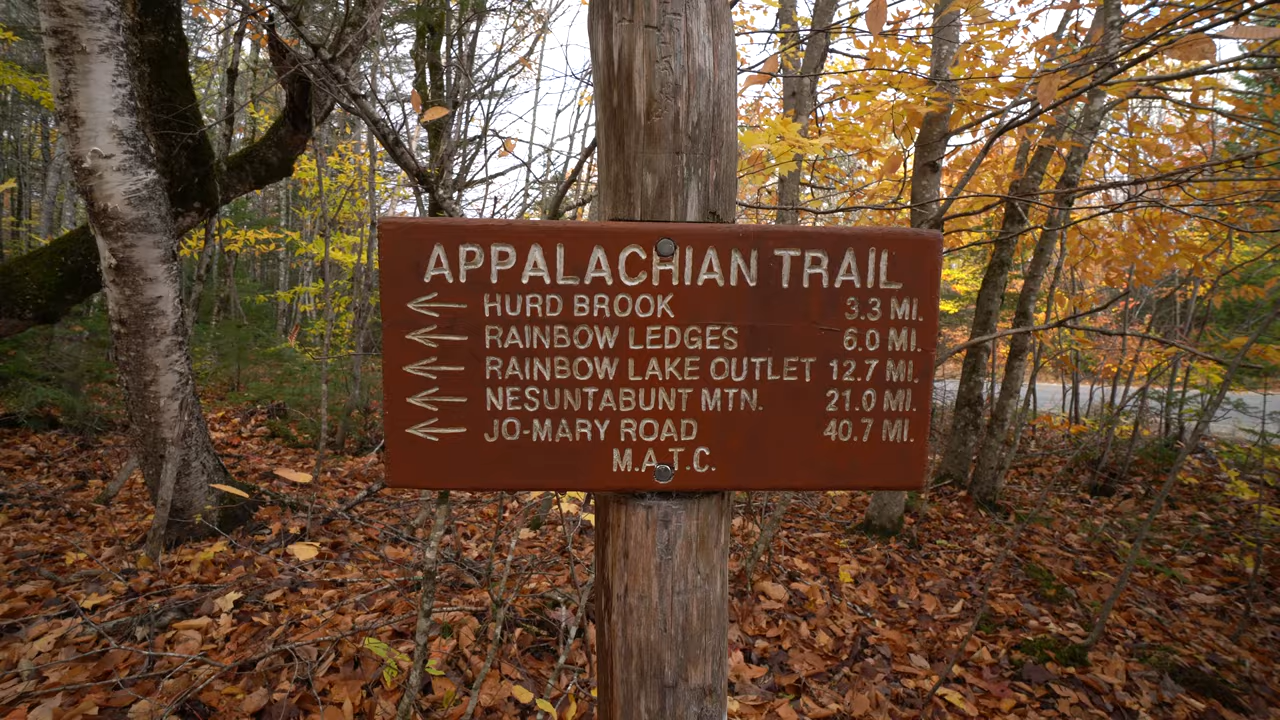 APPALACHIAN TRAIL
← HURD BROOK 3.3 MI.
← RAINBOW LEDGES 6.0 MI.
← RAINBOW LAKE OUTLET 12.7 MI.
← NESUNTABUNT MTN. 21.0 MI.
← JO-MARY ROAD 40.7 MI.
M.A.T.C.